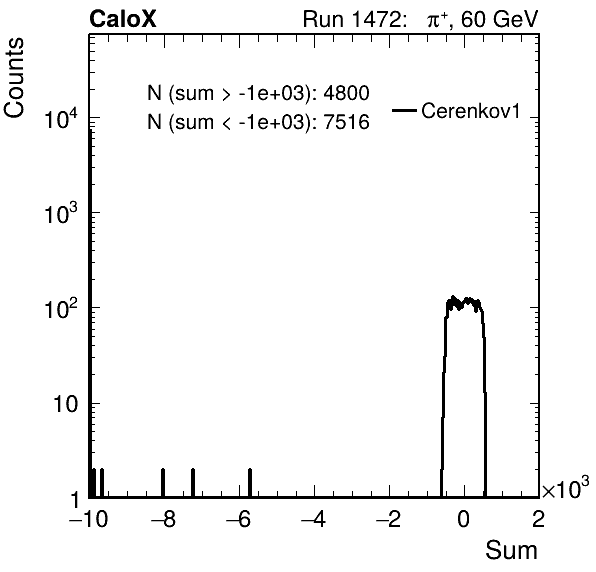 CaloX Run 1472: π⁺, 60 GeV
Counts
N (sum > -1e+03): 4800
N (sum < -1e+03): 7516
Cerenkov1
10⁴
10³
10²
10
1
−10 −8 −6 −4 −2 0 2
×10³
Sum